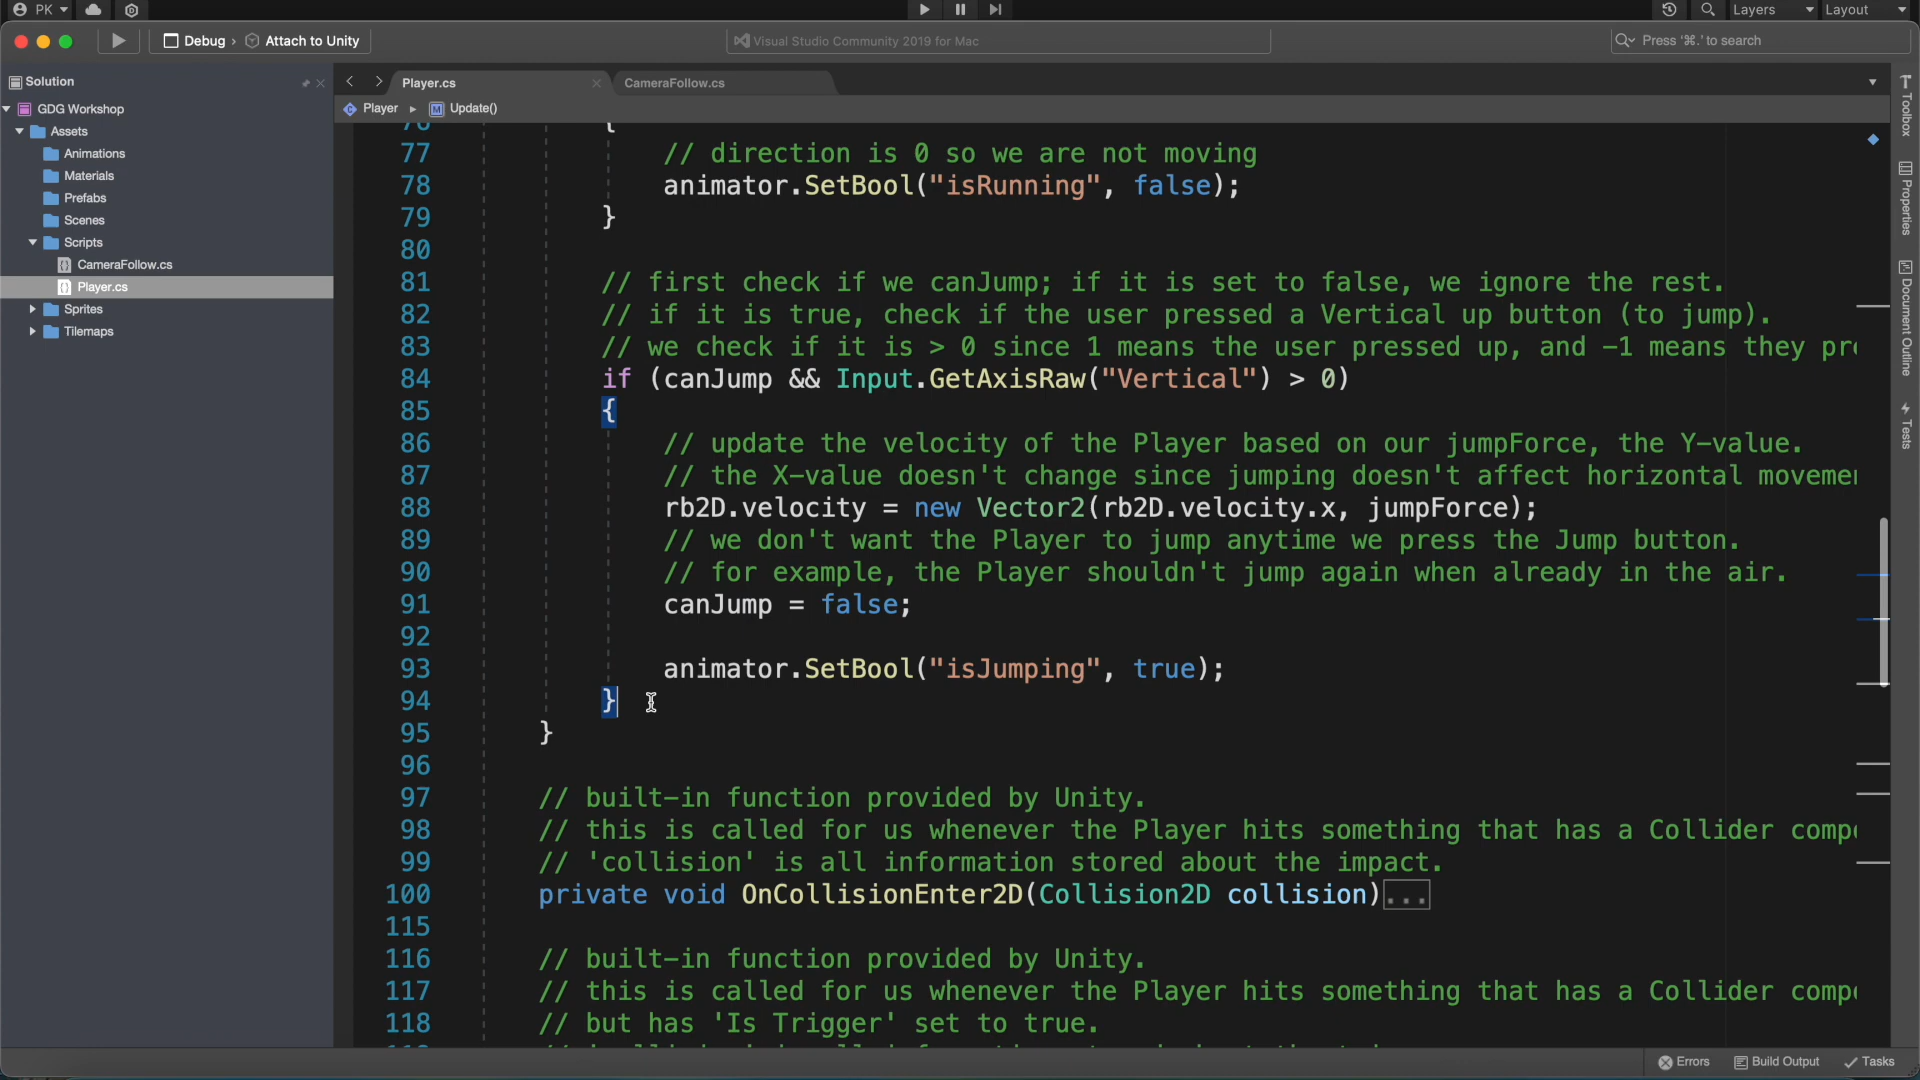 PK
Layers
Layout
Debug › Attach to Unity
Visual Studio Community 2019 for Mac
Press '⌘.' to search
Solution
Player.cs
CameraFollow.cs
GDG Workshop
Player ▸ Update()
Assets
Animations
Materials
Prefabs
Scenes
Scripts
CameraFollow.cs
Player.cs
Sprites
Tilemaps
76 {
77 // direction is 0 so we are not moving
78 animator.SetBool("isRunning", false);
79 }
80
81 // first check if we canJump; if it is set to false, we ignore the rest.
82 // if it is true, check if the user pressed a Vertical up button (to jump).
83 // we check if it is > 0 since 1 means the user pressed up, and -1 means they pre
84 if (canJump && Input.GetAxisRaw("Vertical") > 0)
85 {
86 // update the velocity of the Player based on our jumpForce, the Y-value.
87 // the X-value doesn't change since jumping doesn't affect horizontal movemen
88 rb2D.velocity = new Vector2(rb2D.velocity.x, jumpForce);
89 // we don't want the Player to jump anytime we press the Jump button.
90 // for example, the Player shouldn't jump again when already in the air.
91 canJump = false;
92
93 animator.SetBool("isJumping", true);
94 }
95 }
96
97 // built-in function provided by Unity.
98 // this is called for us whenever the Player hits something that has a Collider compo
99 // 'collision' is all information stored about the impact.
100 private void OnCollisionEnter2D(Collision2D collision)...
115
116 // built-in function provided by Unity.
117 // this is called for us whenever the Player hits something that has a Collider compo
118 // but has 'Is Trigger' set to true.
Toolbox
Properties
Document Outline
Tests
Errors
Build Output
Tasks